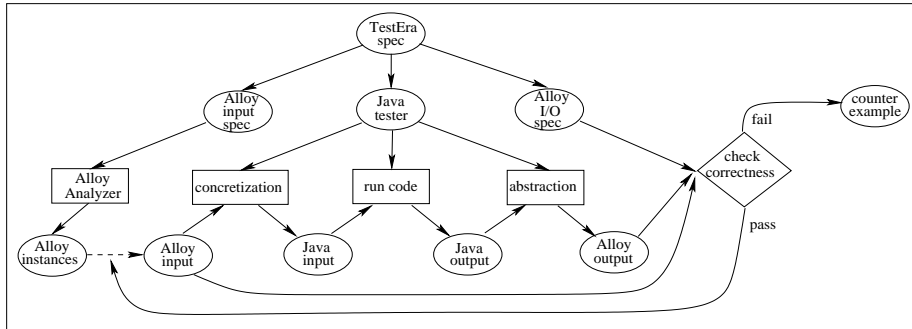 TestEra
spec
Alloy
input
spec
Java
tester
Alloy
I/O
spec
counter
example
fail
check
correctness
Alloy
Analyzer
concretization
run code
abstraction
pass
Alloy
instances
Alloy
input
Java
input
Java
output
Alloy
output